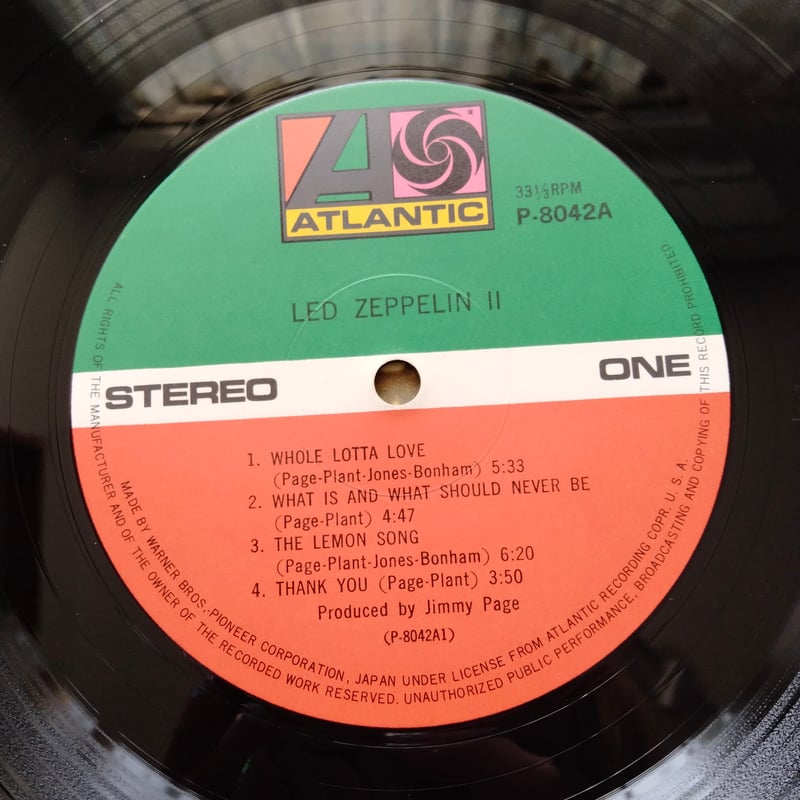 ATLANTIC
33 1/3 RPM
P-8042A
LED ZEPPELIN II
STEREO
ONE
1. WHOLE LOTTA LOVE
(Page-Plant-Jones-Bonham) 5:33
2. WHAT IS AND WHAT SHOULD NEVER BE
(Page-Plant) 4:47
3. THE LEMON SONG
(Page-Plant-Jones-Bonham) 6:20
4. THANK YOU (Page-Plant) 3:50
Produced by Jimmy Page
(P-8042A1)
MADE BY WARNER BROS.,PIONEER CORPORATION, JAPAN UNDER LICENSE FROM ATLANTIC RECORDING COPR. U. S. A.
ALL RIGHTS OF THE MANUFACTURER AND OF THE OWNER OF THE RECORDED WORK RESERVED. UNAUTHORIZED PUBLIC PERFORMANCE, BROADCASTING AND COPYING OF THIS RECORD PROHIBITED